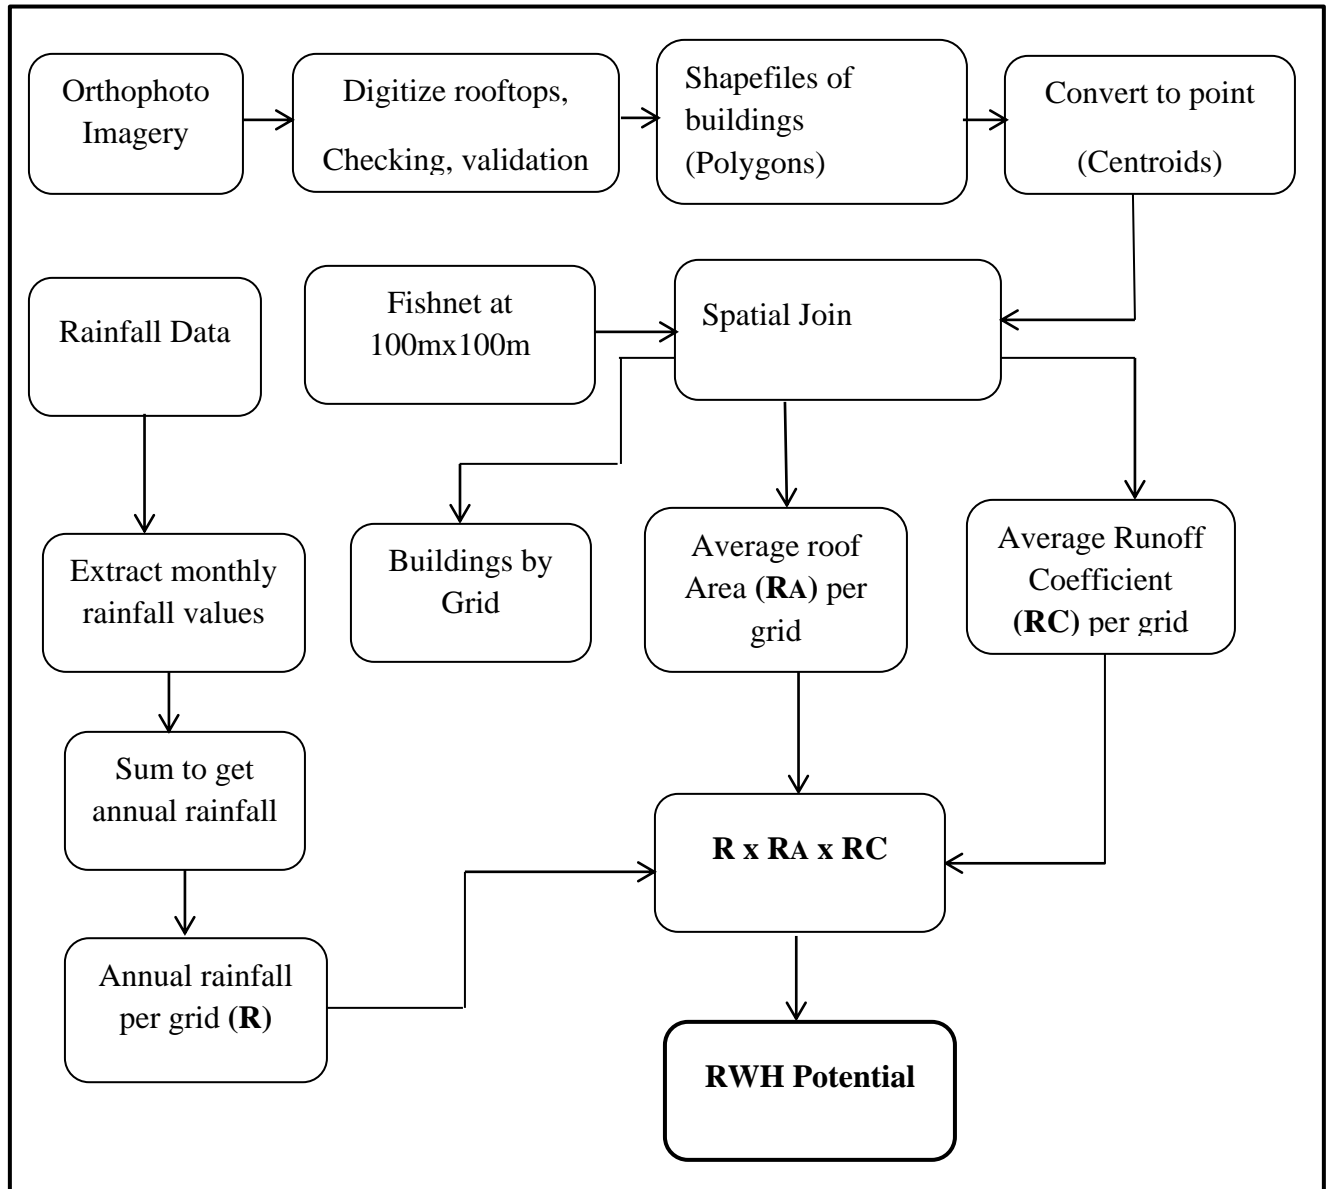 Orthophoto
Imagery
Digitize rooftops,
Checking, validation
Shapefiles of
buildings
(Polygons)
Convert to point
(Centroids)
Rainfall Data
Fishnet at
100mx100m
Spatial Join
Extract monthly
rainfall values
Buildings by
Grid
Average roof
Area (RA) per
grid
Average Runoff
Coefficient
(RC) per grid
Sum to get
annual rainfall
R x RA x RC
Annual rainfall
per grid (R)
RWH Potential